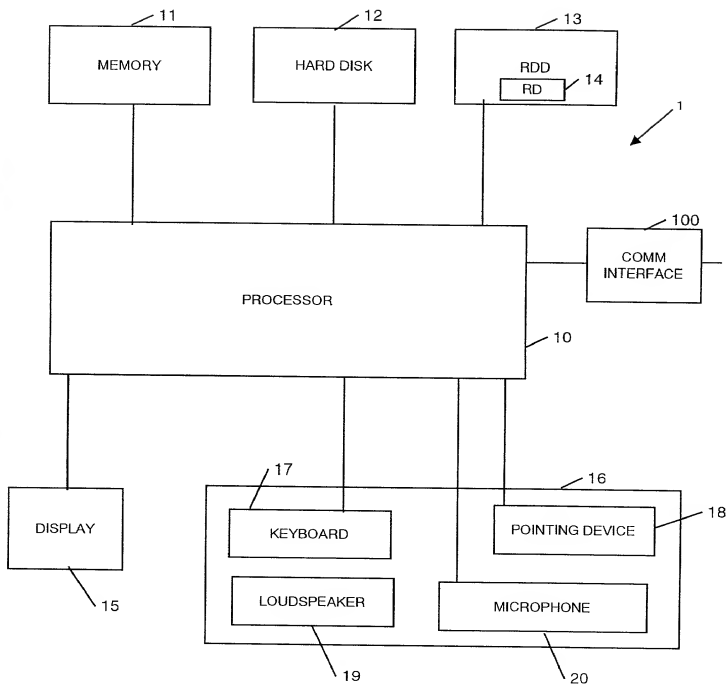 11
12
13
MEMORY
HARD DISK
RDD
14
RD
1
100
COMM
INTERFACE
PROCESSOR
10
17
16
18
DISPLAY
KEYBOARD
POINTING DEVICE
15
LOUDSPEAKER
MICROPHONE
19
20